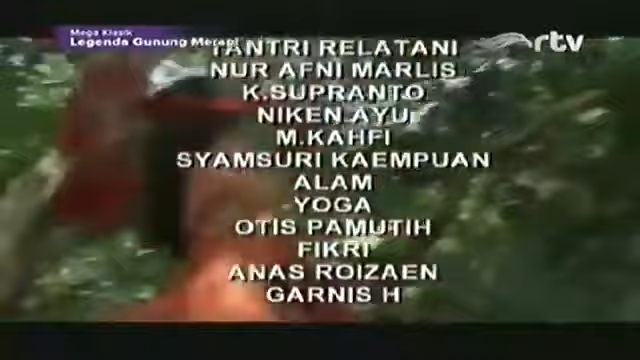 Mega Klasik
Legenda Gunung Merapi
rtv
TANTRI RELATANI
NUR AFNI MARLIS
K.SUPRANTO
NIKEN AYU
M.KAHFI
SYAMSURI KAEMPUAN
ALAM
YOGA
OTIS PAMUTIH
FIKRI
ANAS ROIZAEN
GARNIS H